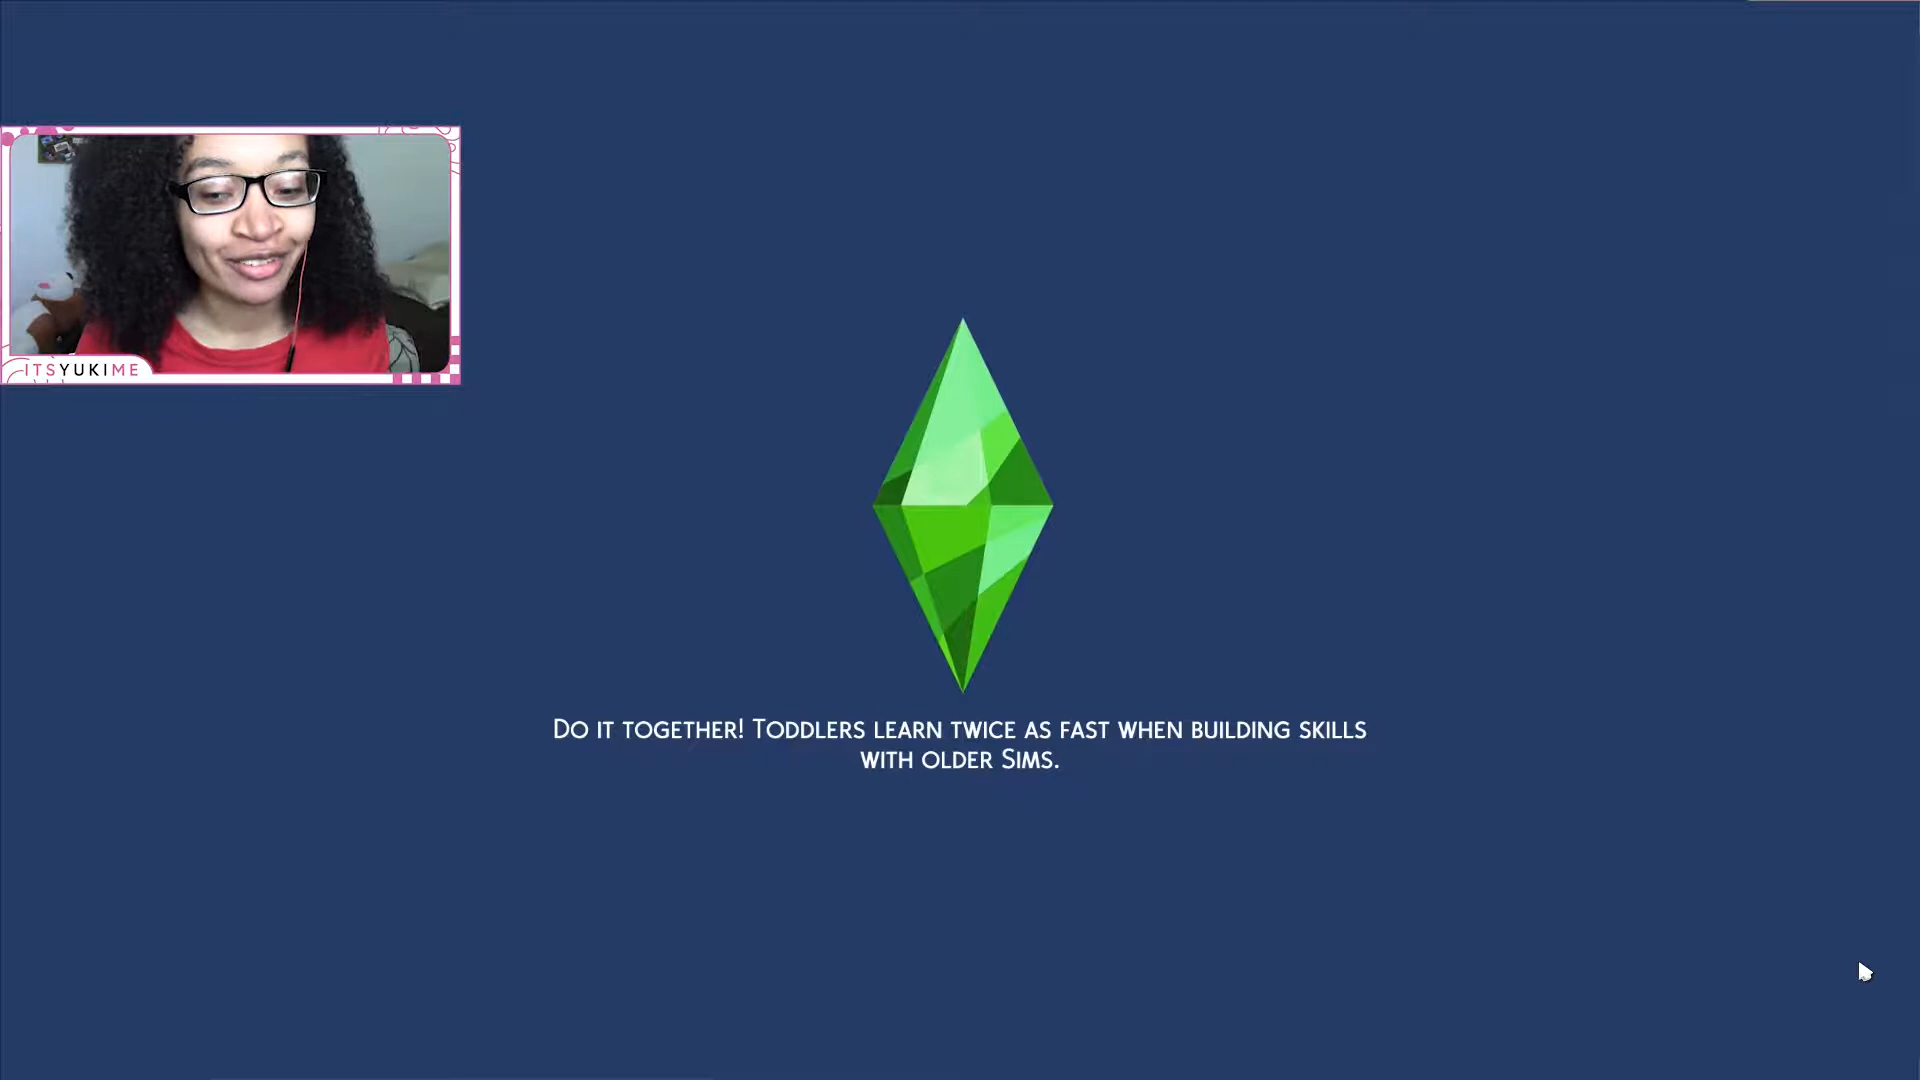 ITSYUKIME
Do it together! Toddlers learn twice as fast when building skills
with older Sims.